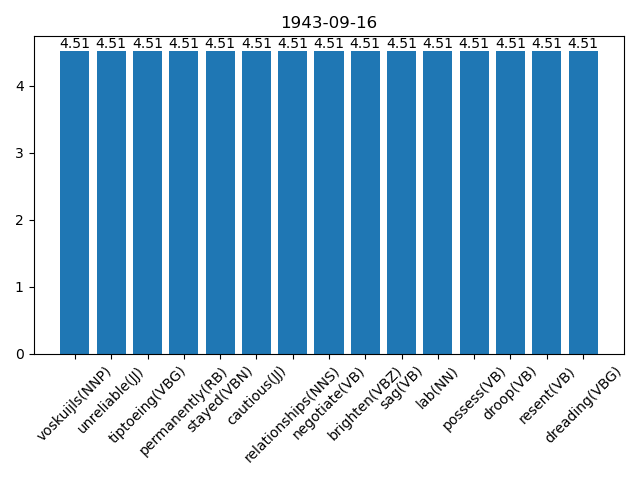 1943-09-16
4.51 4.51 4.51 4.51 4.51 4.51 4.51 4.51 4.51 4.51 4.51 4.51 4.51 4.51 4.51
4
3
2
1
0
voskuijls(NNP)
unreliable(JJ)
tiptoeing(VBG)
permanently(RB)
stayed(VBN)
cautious(JJ)
relationships(NNS)
negotiate(VB)
brighten(VBZ)
sag(VB)
lab(NN)
possess(VB)
droop(VB)
resent(VB)
dreading(VBG)